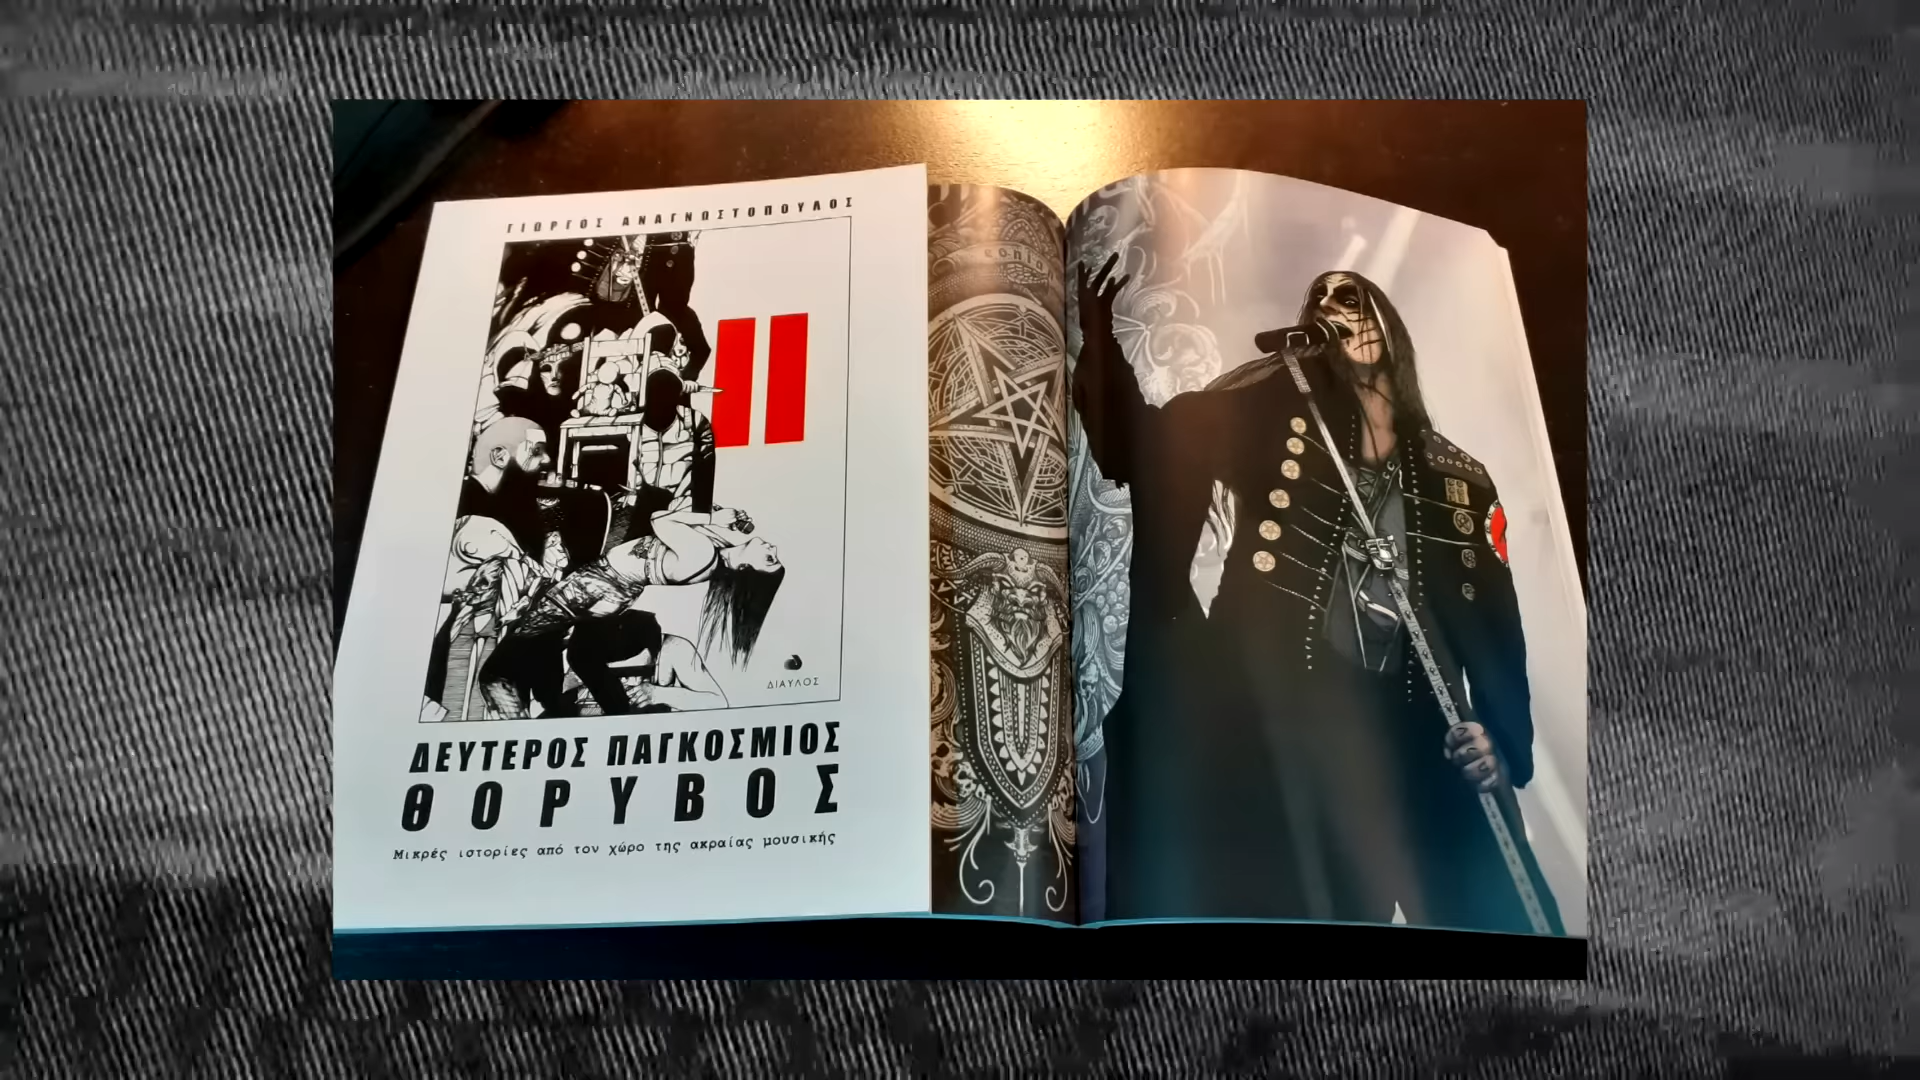 ΓΙΩΡΓΟΣ ΑΝΑΓΝΩΣΤΟΠΟΥΛΟΣ
ΔΙΑΥΛΟΣ
ΔΕΥΤΕΡΟΣ ΠΑΓΚΟΣΜΙΟΣ
ΘΟΡΥΒΟΣ
Μικρές ιστορίες από τον χώρο της ακραίας μουσικής